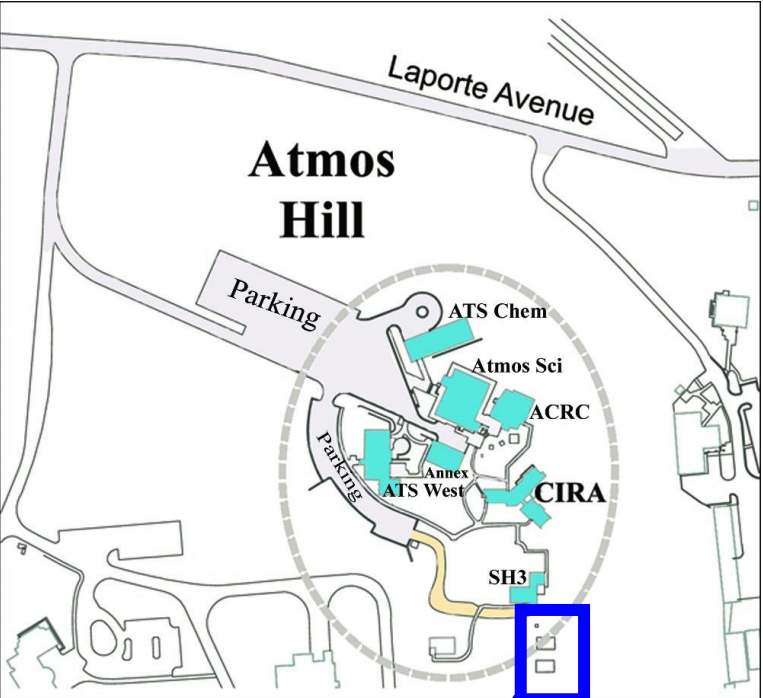 Laporte Avenue
Atmos
Hill
Parking
ATS Chem
Atmos Sci
ACRC
Parking
Annex
ATS West
CIRA
SH3